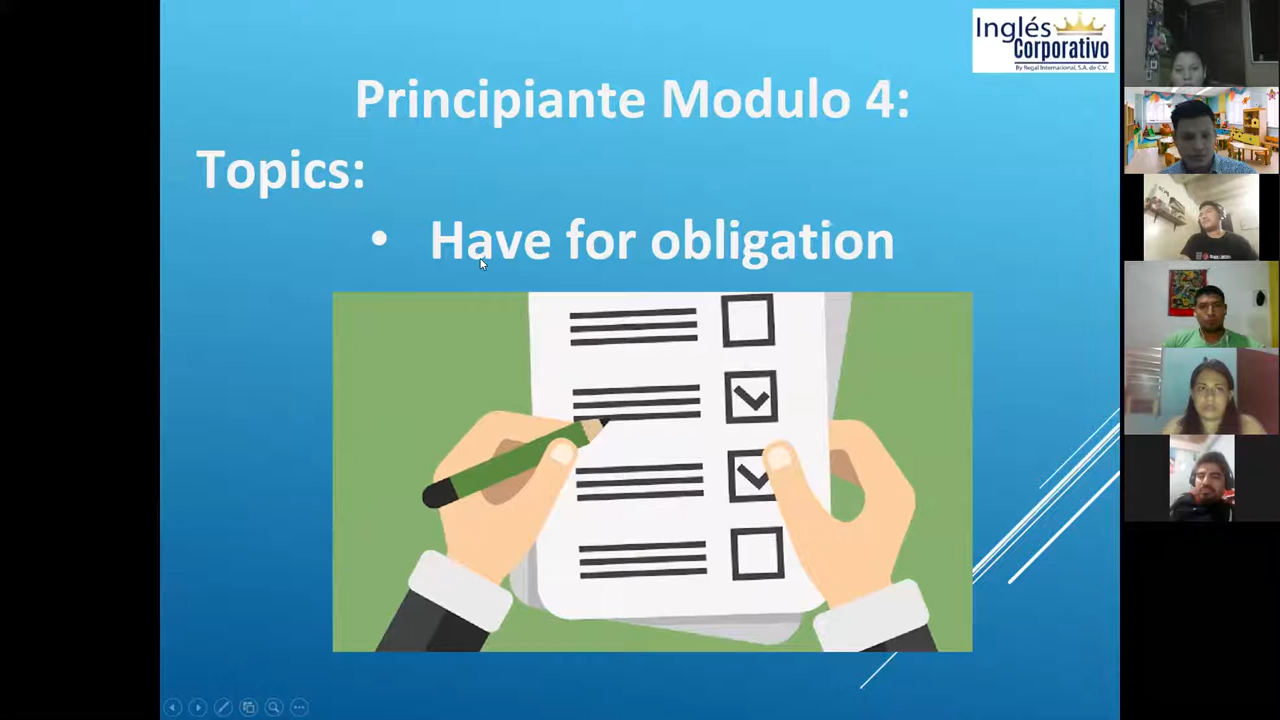 Inglés
Corporativo
By Regal International, S.A. de C.V.
Principiante Modulo 4:
Topics:
• Have for obligation